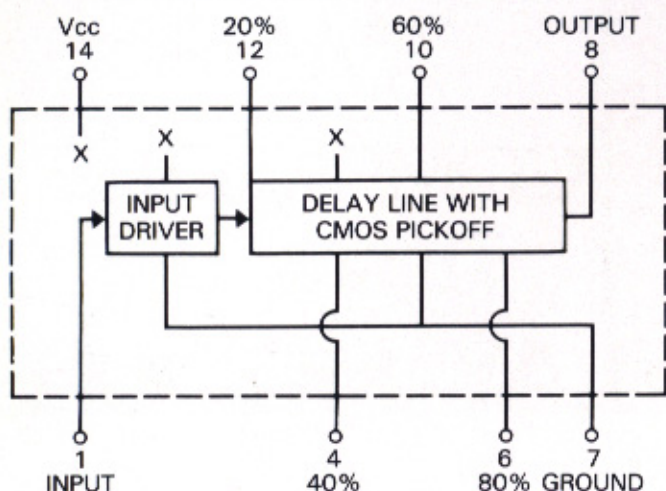 Vcc 20% 60% OUTPUT
14 12 10 8
X X X
INPUT
DRIVER
DELAY LINE WITH
CMOS PICKOFF
1 4 6 7
INPUT 40% 80% GROUND